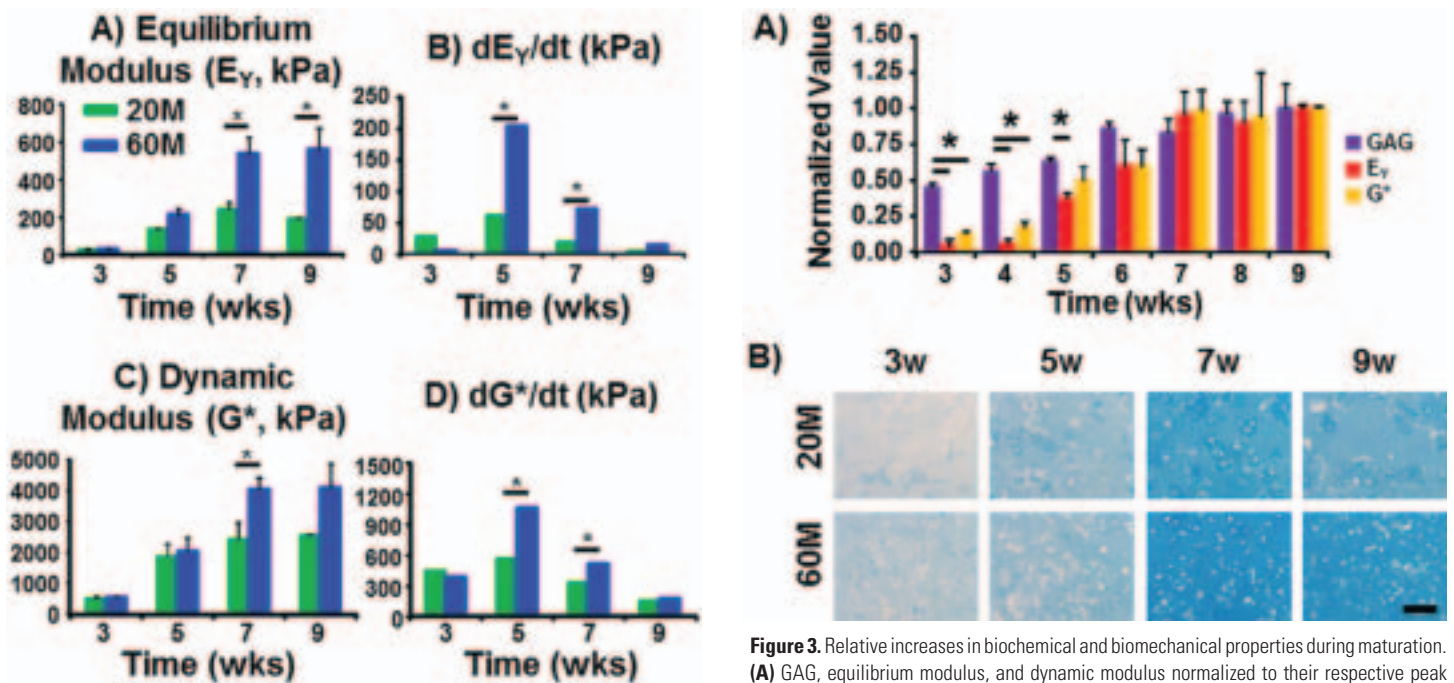 A) Equilibrium
Modulus (E_Y, kPa)
800
600
400
200
0
20M
60M
*
*
3 5 7 9
Time (wks)
B) dE_Y/dt (kPa)
250
200
150
100
50
0
*
*
3 5 7 9
Time (wks)
C) Dynamic
Modulus (G*, kPa)
5000
4000
3000
2000
1000
0
*
3 5 7 9
Time (wks)
D) dG*/dt (kPa)
1500
1200
900
600
300
0
*
*
3 5 7 9
Time (wks)
A)
Normalized Value
1.50
1.25
1.00
0.75
0.50
0.25
0.00
*
*
*
GAG
E_Y
G*
3 4 5 6 7 8 9
Time (wks)
B)
3w 5w 7w 9w
20M
60M
Figure 3. Relative increases in biochemical and biomechanical properties during maturation.
(A) GAG, equilibrium modulus, and dynamic modulus normalized to their respective peak